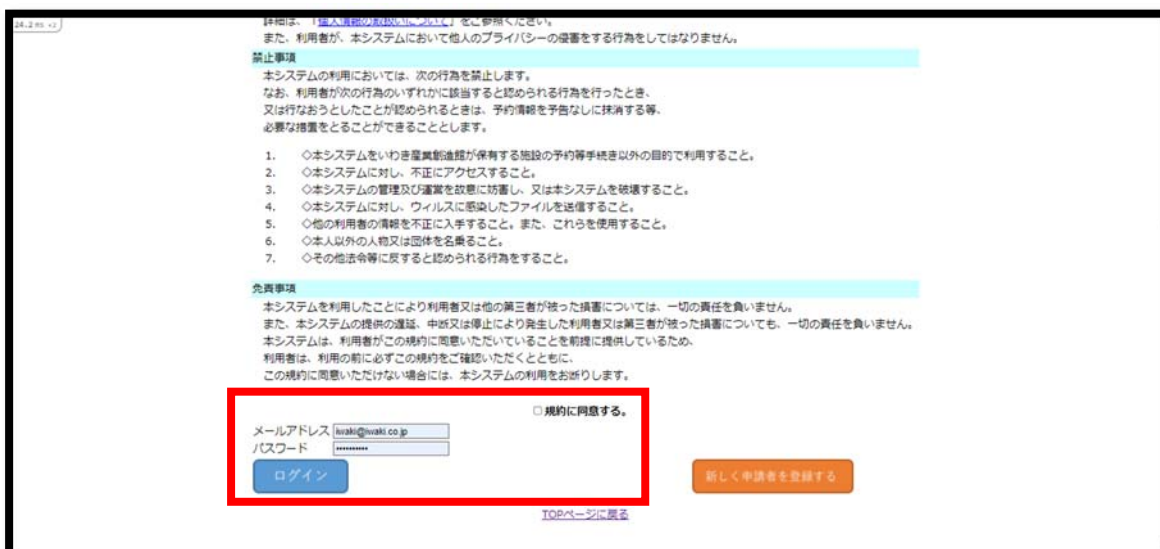 24.2 ms ×2
詳細は、「個人情報の取扱いについて」をご参照ください。
また、利用者が、本システムにおいて他人のプライバシーの侵害をする行為をしてはなりません。
禁止事項
本システムの利用においては、次の行為を禁止します。
なお、利用者が次の行為のいずれかに該当すると認められる行為を行ったとき、
又は行なおうとしたことが認められるときは、予約情報を予告なしに抹消する等、
必要な措置をとることができることとします。
1. ◇本システムをいわき産業創造館が保有する施設の予約等手続き以外の目的で利用すること。
2. ◇本システムに対し、不正にアクセスすること。
3. ◇本システムの管理及び運営を故意に妨害し、又は本システムを破壊すること。
4. ◇本システムに対し、ウィルスに感染したファイルを送信すること。
5. ◇他の利用者の情報を不正に入手すること。また、これらを使用すること。
6. ◇本人以外の人物又は団体を名乗ること。
7. ◇その他法令等に反すると認められる行為をすること。
免責事項
本システムを利用したことにより利用者又は他の第三者が被った損害については、一切の責任を負いません。
また、本システムの提供の遅延、中断又は停止により発生した利用者又は第三者が被った損害についても、一切の責任を負いません。
本システムは、利用者がこの規約に同意いただいていることを前提に提供しているため、
利用者は、利用の前に必ずこの規約をご確認いただくとともに、
この規約に同意いただけない場合には、本システムの利用をお断りします。
規約に同意する。
メールアドレス iwaki@iwaki.co.jp
パスワード ••••••••••
ログイン 新しく申請者を登録する
TOPページに戻る